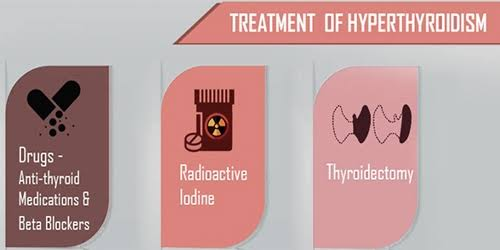 TREATMENT OF HYPERTHYROIDISM
Drugs -
Anti-thyroid
Medications &
Beta Blockers
Radioactive
Iodine
Thyroidectomy